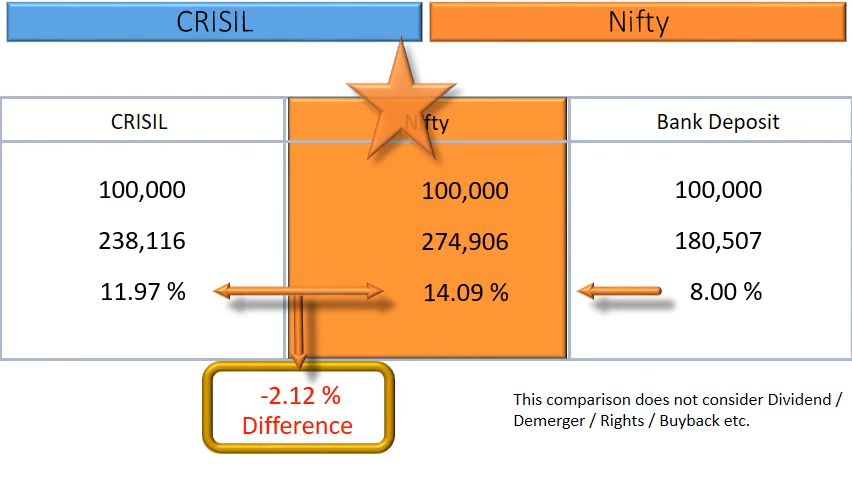 CRISIL
Nifty
CRISIL
Nifty
Bank Deposit
100,000
100,000
100,000
238,116
274,906
180,507
11.97 %
14.09 %
8.00 %
-2.12 %
Difference
This comparison does not consider Dividend /
Demerger / Rights / Buyback etc.